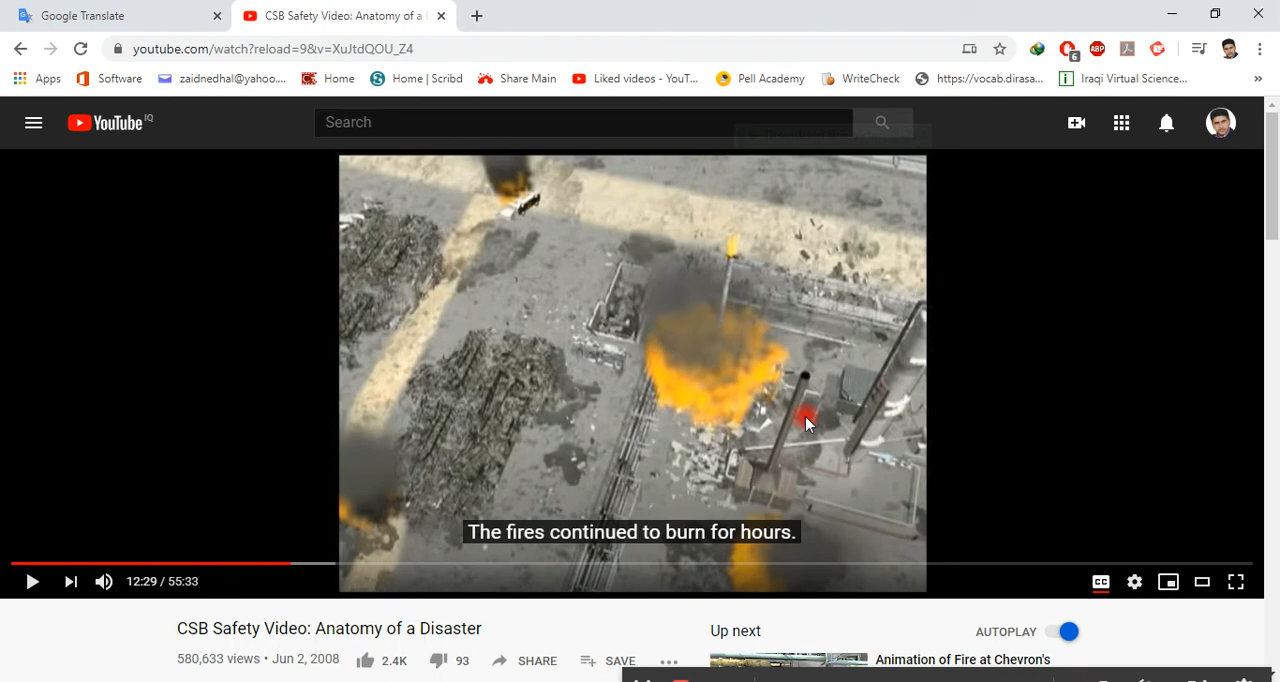 Google Translate
CSB Safety Video: Anatomy of a
youtube.com/watch?reload=9&v=XuJtdQOU_Z4
6
ABP
Apps
Software
zaidnedhal@yahoo....
Home
Home | Scribd
Share Main
Liked videos - YouT...
Pell Academy
WriteCheck
https://vocab.dirasa...
Iraqi Virtual Science...
»
YouTube IQ
Search
The fires continued to burn for hours.
12:29 / 55:33
CC
CSB Safety Video: Anatomy of a Disaster
580,633 views • Jun 2, 2008
2.4K
93
SHARE
SAVE
Up next
AUTOPLAY
Animation of Fire at Chevron's